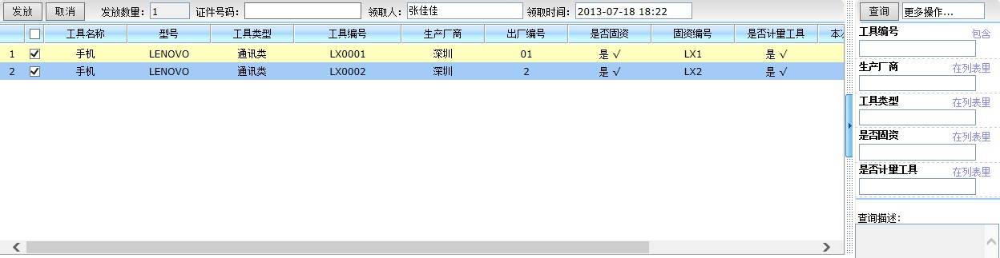 发放 取消 发放数量: 1 证件号码: 领取人: 张佳佳 领取时间: 2013-07-18 18:22
工具名称 型号 工具类型 工具编号 生产厂商 出厂编号 是否固资 固资编号 是否计量工具 本
1 手机 LENOVO 通讯类 LX0001 深圳 01 是 √ LX1 是 √
2 手机 LENOVO 通讯类 LX0002 深圳 2 是 √ LX2 是 √
查询 更多操作...
工具编号 包含
生产厂商 在列表里
工具类型 在列表里
是否固资 在列表里
是否计量工具 在列表里
查询描述: